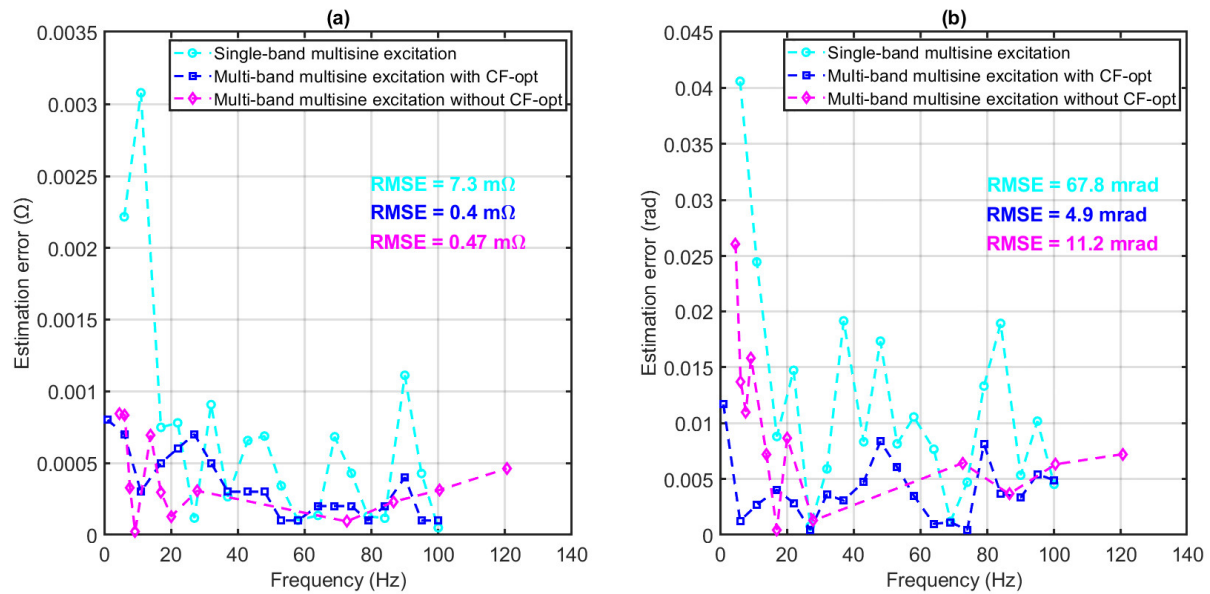 (a)
Estimation error (Ω)
0.0035
0.003
0.0025
0.002
0.0015
0.001
0.0005
0
0
20
40
60
80
100
120
140
Frequency (Hz)
Single-band multisine excitation
Multi-band multisine excitation with CF-opt
Multi-band multisine excitation without CF-opt
RMSE = 7.3 mΩ
RMSE = 0.4 mΩ
RMSE = 0.47 mΩ
(b)
Estimation error (rad)
0.045
0.04
0.035
0.03
0.025
0.02
0.015
0.01
0.005
0
0
20
40
60
80
100
120
140
Frequency (Hz)
Single-band multisine excitation
Multi-band multisine excitation with CF-opt
Multi-band multisine excitation without CF-opt
RMSE = 67.8 mrad
RMSE = 4.9 mrad
RMSE = 11.2 mrad